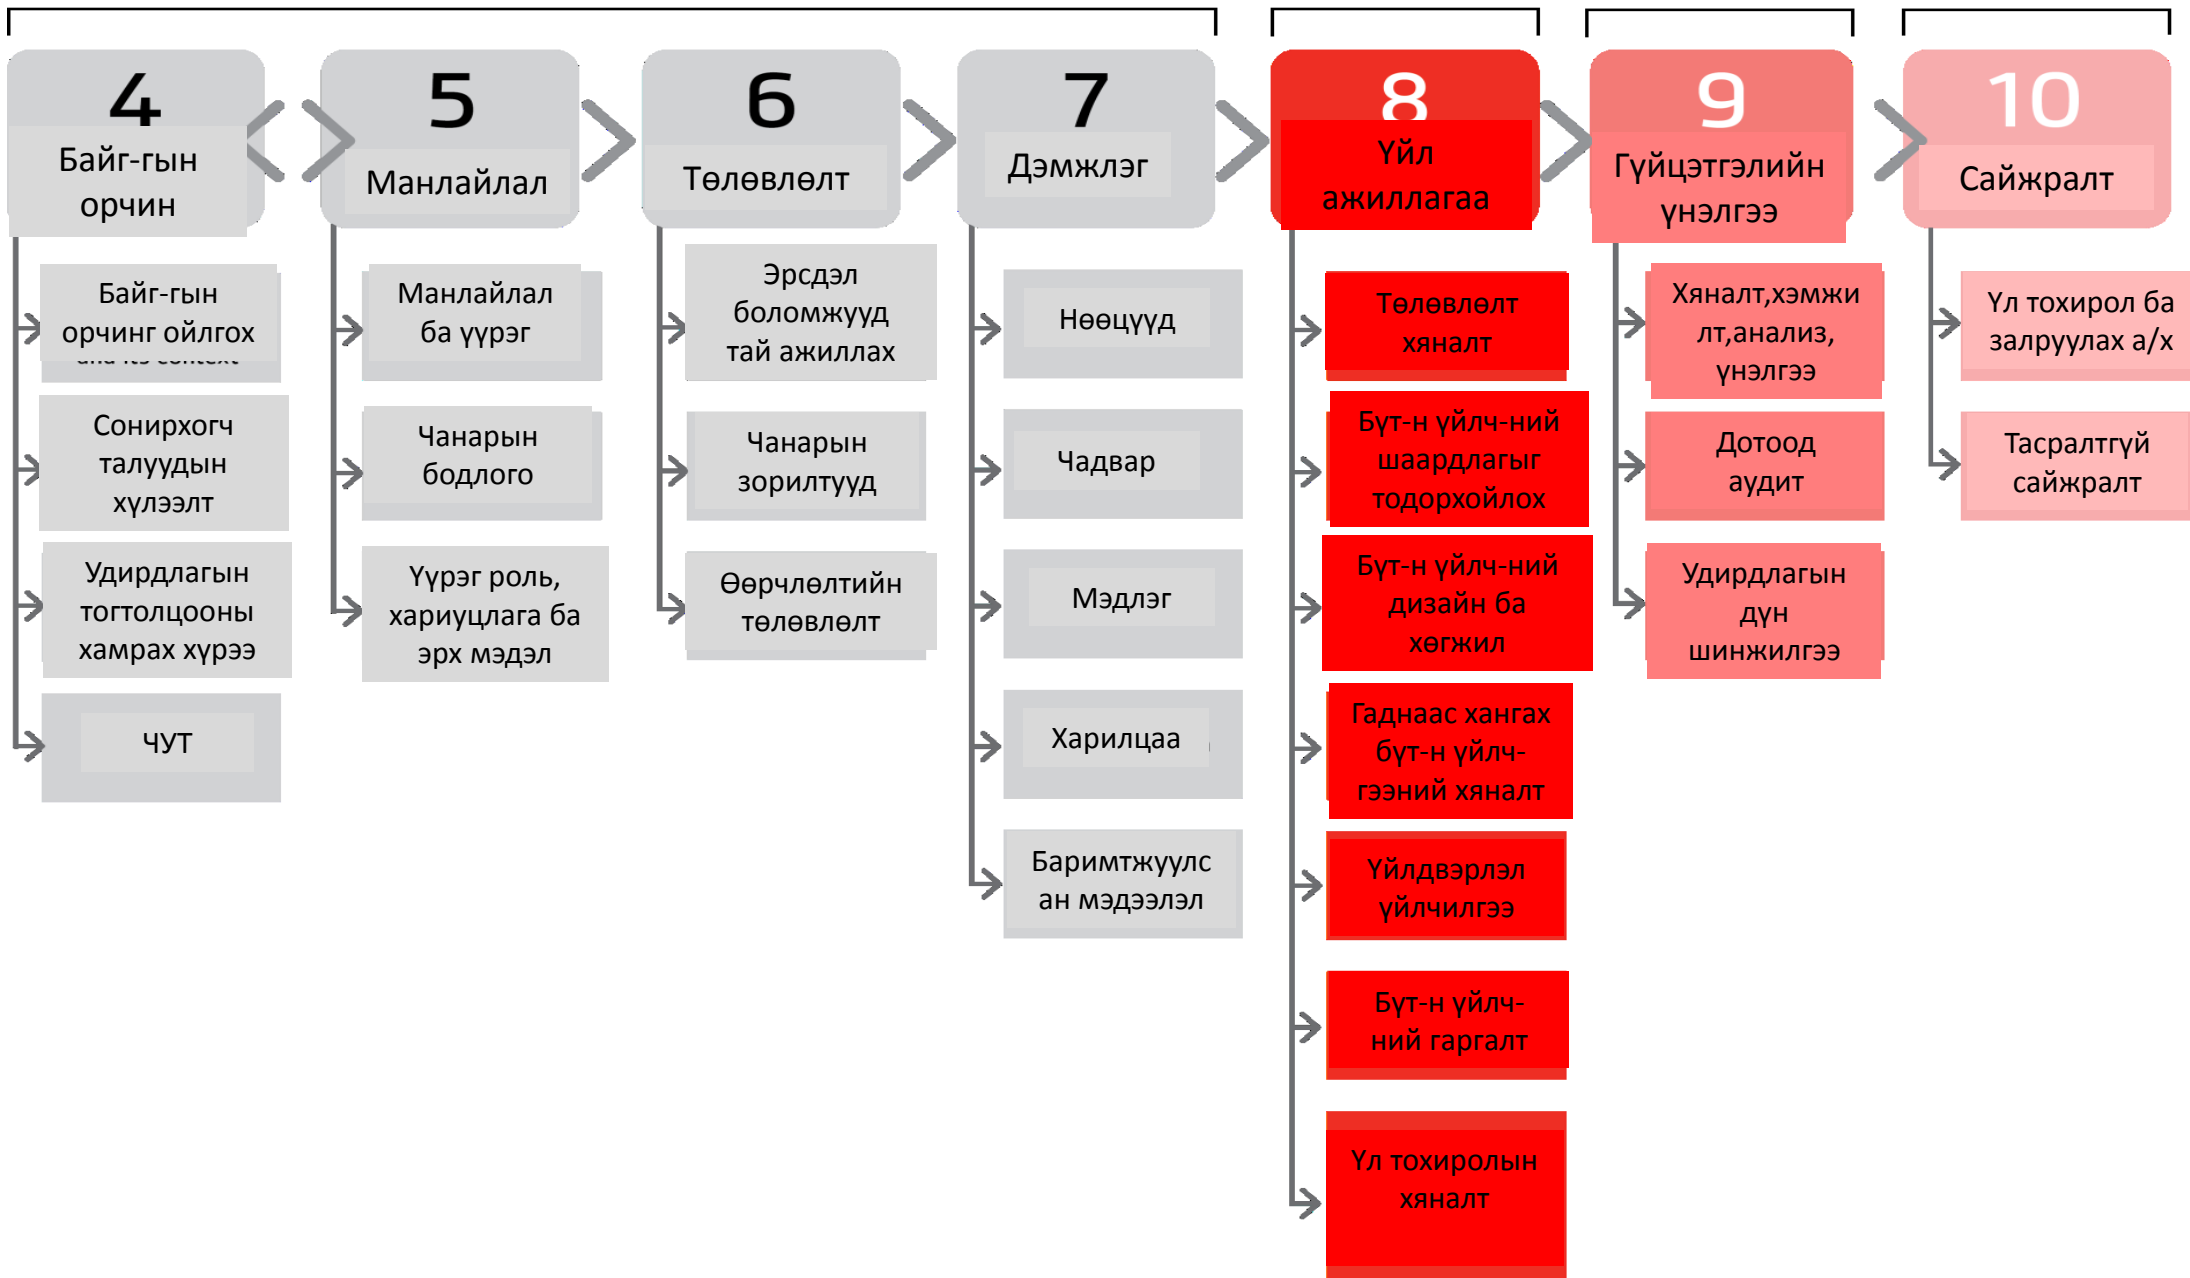 4
Байг-гын
орчин
5
Манлайлал
6
Төлөвлөлт
7
Дэмжлэг
8
Үйл
ажиллагаа
9
Гүйцэтгэлийн
үнэлгээ
10
Сайжралт
Байг-гын
орчинг ойлгох
and its context
Сонирхогч
талуудын
хүлээлт
Удирдлагын
тогтолцооны
хамрах хүрээ
ЧУТ
Манлайлал
ба үүрэг
Чанарын
бодлого
Үүрэг роль,
хариуцлага ба
эрх мэдэл
Эрсдэл
боломжууд
тай ажиллах
Чанарын
зорилтууд
Өөрчлөлтийн
төлөвлөлт
Нөөцүүд
Чадвар
Мэдлэг
Харилцаа
Баримтжуулс
ан мэдээлэл
Төлөвлөлт
хяналт
Бүт-н үйлч-ний
шаардлагыг
тодорхойлох
Бүт-н үйлч-ний
дизайн ба
хөгжил
Гаднаас хангах
бүт-н үйлч-
гээний хяналт
Үйлдвэрлэл
үйлчилгээ
Бүт-н үйлч-
ний гаргалт
Үл тохиролын
хяналт
Хяналт,хэмжи
лт,анализ,
үнэлгээ
Дотоод
аудит
Удирдлагын
дүн
шинжилгээ
Үл тохирол ба
залруулах а/х
Тасралтгүй
сайжралт